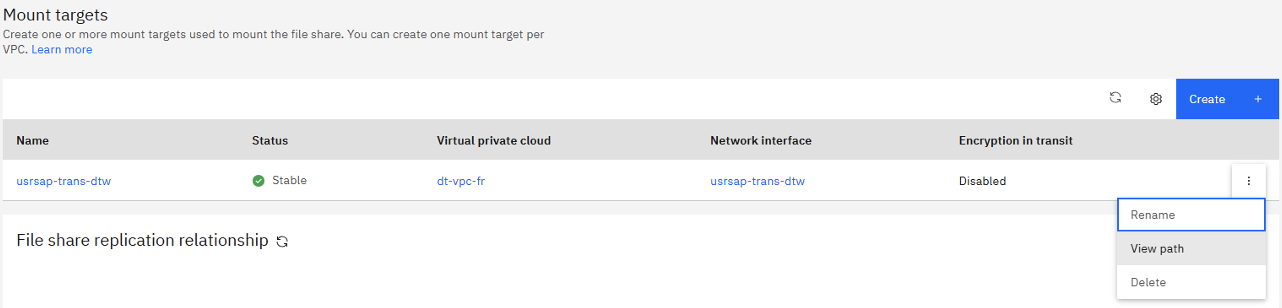 Mount targets
Create one or more mount targets used to mount the file share. You can create one mount target per
VPC. Learn more
Create +
Name Status Virtual private cloud Network interface Encryption in transit
usrsap-trans-dtw Stable dt-vpc-fr usrsap-trans-dtw Disabled
Rename
File share replication relationship
View path
Delete